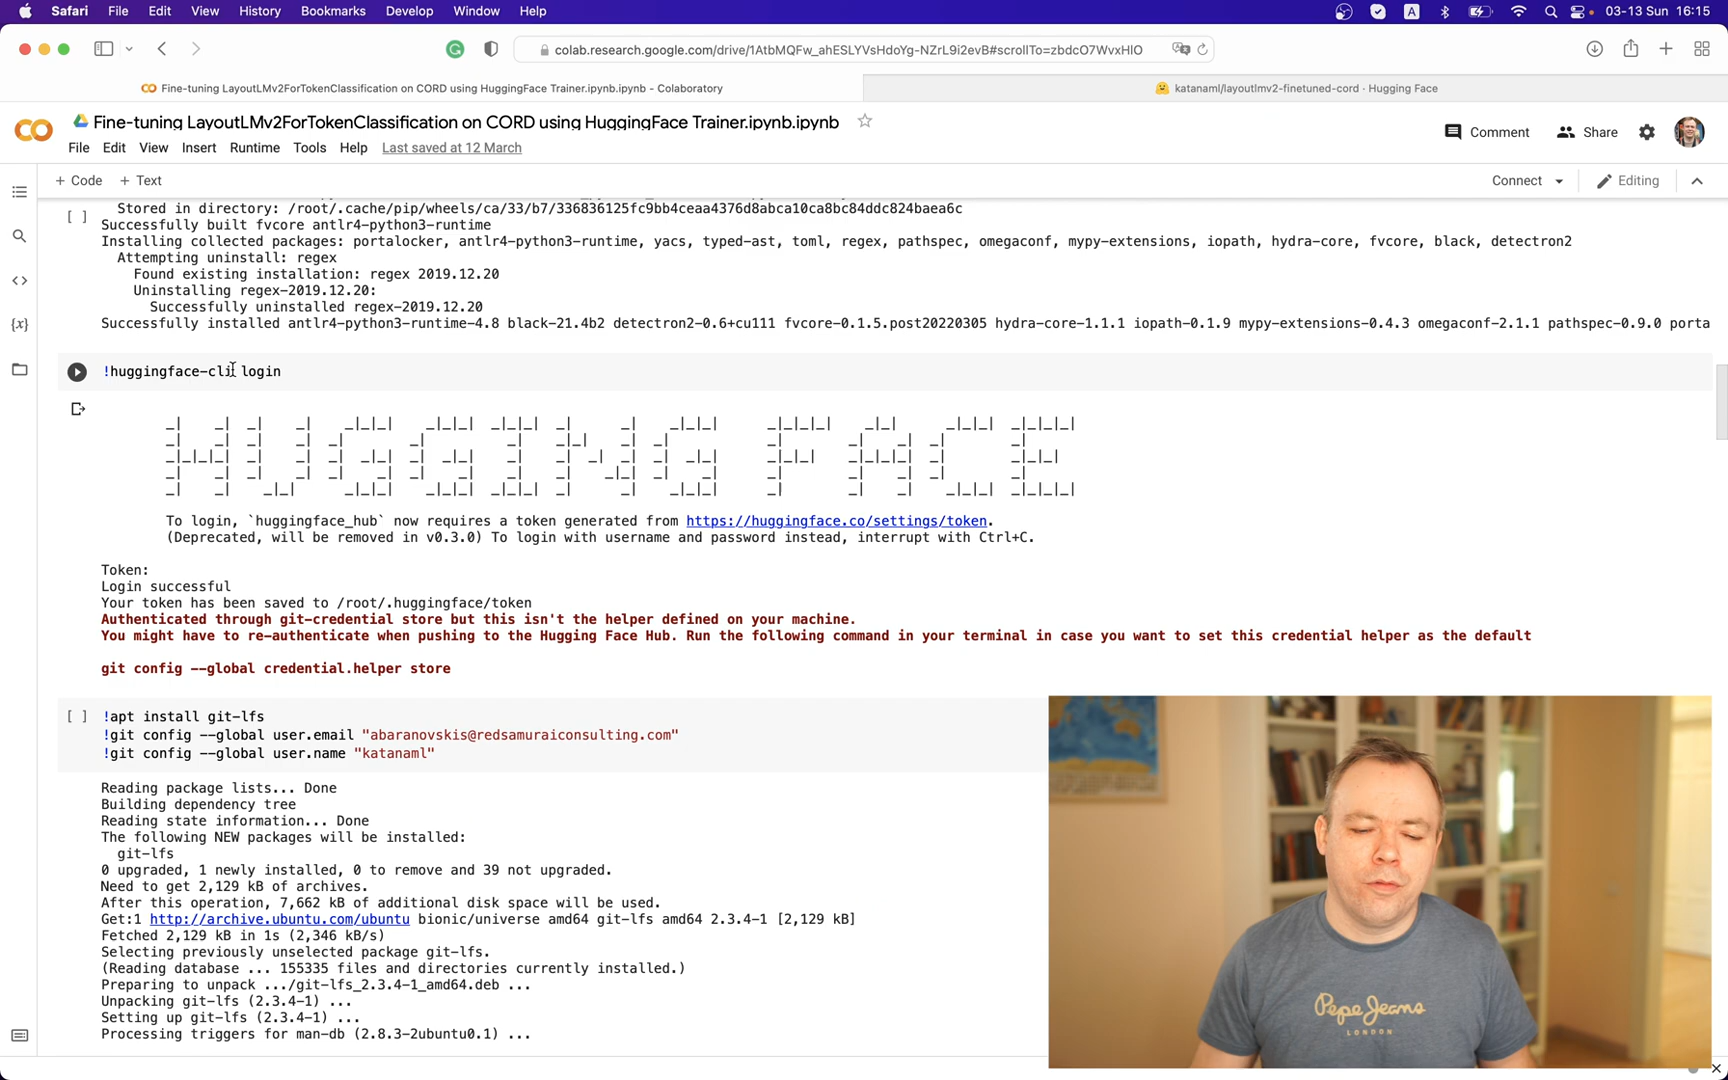 Safari File Edit View History Bookmarks Develop Window Help A 03-13 Sun 16:15
colab.research.google.com/drive/1AtbMQFw_ahESLYVsHdoYg-NZrL9i2evB#scrollTo=zbdcO7WvxHlO
Fine-tuning LayoutLMv2ForTokenClassification on CORD using HuggingFace Trainer.ipynb.ipynb - Colaboratory
katanaml/layoutlmv2-finetuned-cord · Hugging Face
Fine-tuning LayoutLMv2ForTokenClassification on CORD using HuggingFace Trainer.ipynb.ipynb
Comment Share
File Edit View Insert Runtime Tools Help Last saved at 12 March
+ Code + Text Connect Editing
Stored in directory: /root/.cache/pip/wheels/ca/33/b7/336836125fc9bb4ceaa4376d8abca10ca8bc84ddc824baea6c
[ ] Successfully built fvcore antlr4-python3-runtime
Installing collected packages: portalocker, antlr4-python3-runtime, yacs, typed-ast, toml, regex, pathspec, omegaconf, mypy-extensions, iopath, hydra-core, fvcore, black, detectron2
Attempting uninstall: regex
Found existing installation: regex 2019.12.20
Uninstalling regex-2019.12.20:
Successfully uninstalled regex-2019.12.20
Successfully installed antlr4-python3-runtime-4.8 black-21.4b2 detectron2-0.6+cu111 fvcore-0.1.5.post20220305 hydra-core-1.1.1 iopath-0.1.9 mypy-extensions-0.4.3 omegaconf-2.1.1 pathspec-0.9.0 porta
!huggingface-cli login
HUGGING FACE
To login, `huggingface_hub` now requires a token generated from https://huggingface.co/settings/token.
(Deprecated, will be removed in v0.3.0) To login with username and password instead, interrupt with Ctrl+C.
Token:
Login successful
Your token has been saved to /root/.huggingface/token
Authenticated through git-credential store but this isn't the helper defined on your machine.
You might have to re-authenticate when pushing to the Hugging Face Hub. Run the following command in your terminal in case you want to set this credential helper as the default
git config --global credential.helper store
[ ] !apt install git-lfs
!git config --global user.email "abaranovskis@redsamuraiconsulting.com"
!git config --global user.name "katanaml"
Reading package lists... Done
Building dependency tree
Reading state information... Done
The following NEW packages will be installed:
git-lfs
0 upgraded, 1 newly installed, 0 to remove and 39 not upgraded.
Need to get 2,129 kB of archives.
After this operation, 7,662 kB of additional disk space will be used.
Get:1 http://archive.ubuntu.com/ubuntu bionic/universe amd64 git-lfs amd64 2.3.4-1 [2,129 kB]
Fetched 2,129 kB in 1s (2,346 kB/s)
Selecting previously unselected package git-lfs.
(Reading database ... 155335 files and directories currently installed.)
Preparing to unpack .../git-lfs_2.3.4-1_amd64.deb ...
Unpacking git-lfs (2.3.4-1) ...
Setting up git-lfs (2.3.4-1) ...
Processing triggers for man-db (2.8.3-2ubuntu0.1) ...
Pepe Jeans
LONDON